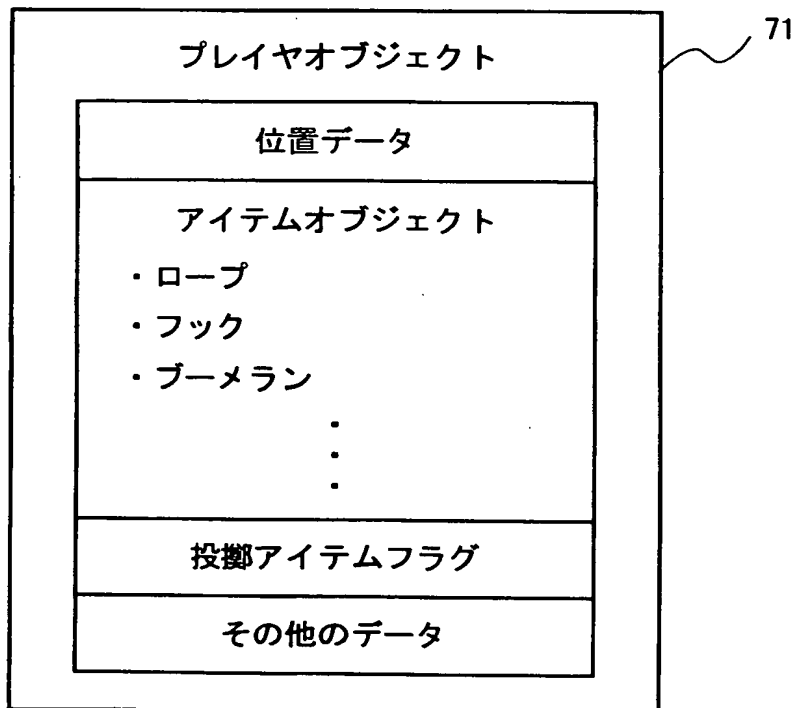 プレイヤオブジェクト
71
位置データ
アイテムオブジェクト
・ロープ
・フック
・ブーメラン
・
・
・
投擲アイテムフラグ
その他のデータ